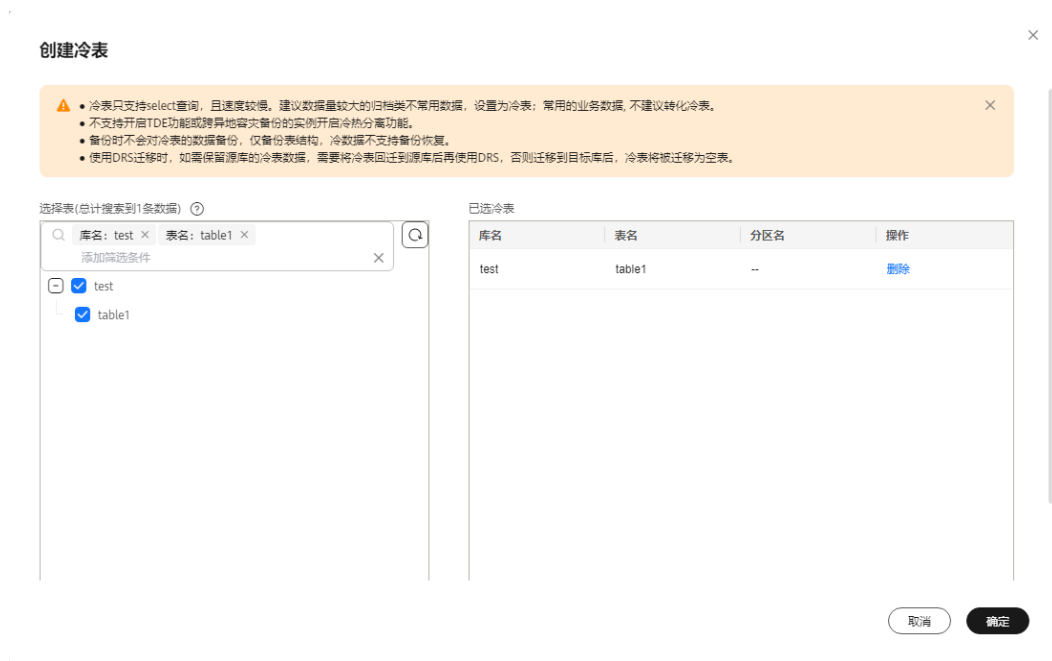 创建冷表
● 冷表只支持select查询，且速度较慢。建议数据量较大的归档类不常用数据，设置为冷表；常用的业务数据, 不建议转化冷表。
● 不支持开启TDE功能或跨异地容灾备份的实例开启冷热分离功能。
● 备份时不会对冷表的数据备份，仅备份表结构，冷数据不支持备份恢复。
● 使用DRS迁移时，如需保留源库的冷表数据，需要将冷表回迁到源库后再使用DRS，否则迁移到目标库后，冷表将被迁移为空表。
选择表(总计搜索到1条数据)
库名：test 表名：table1
添加筛选条件
test
table1
已选冷表
库名 表名 分区名 操作
test table1 -- 删除
取消 确定